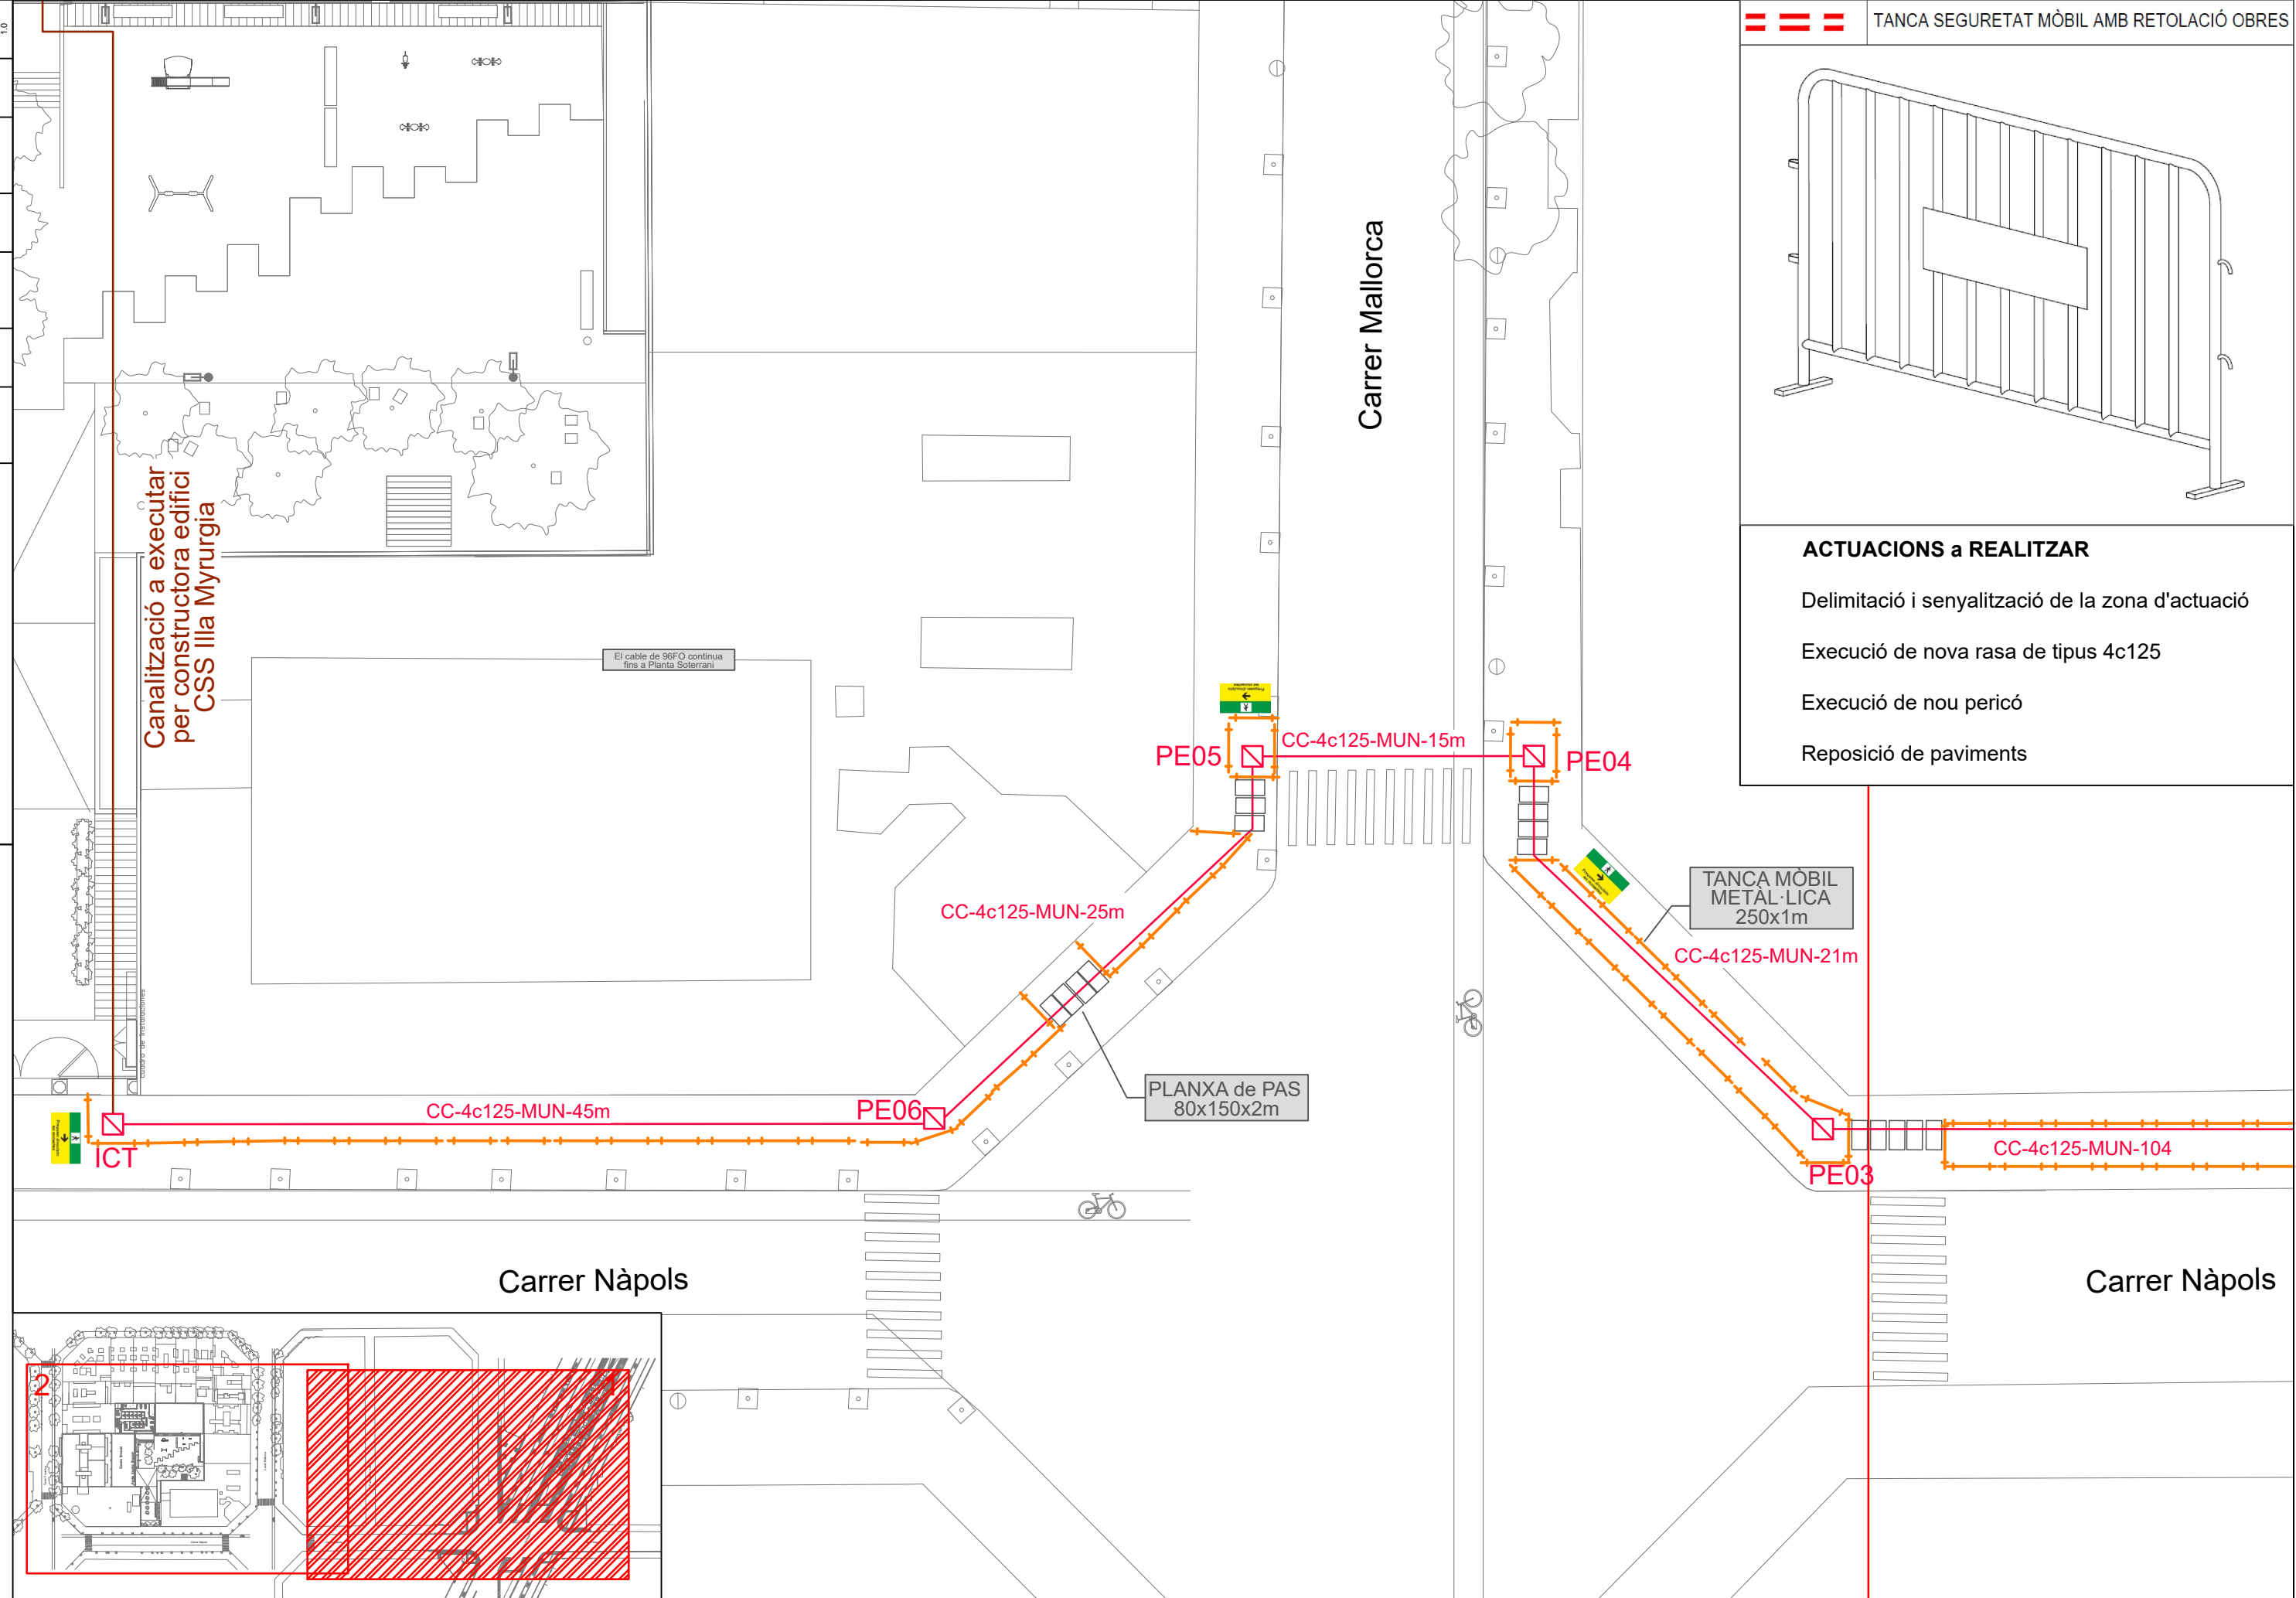 1.0
TANCA SEGURETAT MÒBIL AMB RETOLACIÓ OBRES
ACTUACIONS a REALITZAR
Delimitació i senyalització de la zona d'actuació
Execució de nova rasa de tipus 4c125
Execució de nou pericó
Reposició de paviments
Carrer Mallorca
Canalització a executar
per constructora edifici
CSS Illa Myrurgia
El cable de 96FO continua
fins a Planta Soterrani
PE05
CC-4c125-MUN-15m
PE04
TANCA MÒBIL
METÀL·LICA
250x1m
CC-4c125-MUN-25m
CC-4c125-MUN-21m
cuadro de instalaciones
PLANXA de PAS
80x150x2m
CC-4c125-MUN-45m
PE06
ICT
CC-4c125-MUN-104
PE03
Carrer Nàpols
Carrer Nàpols
2